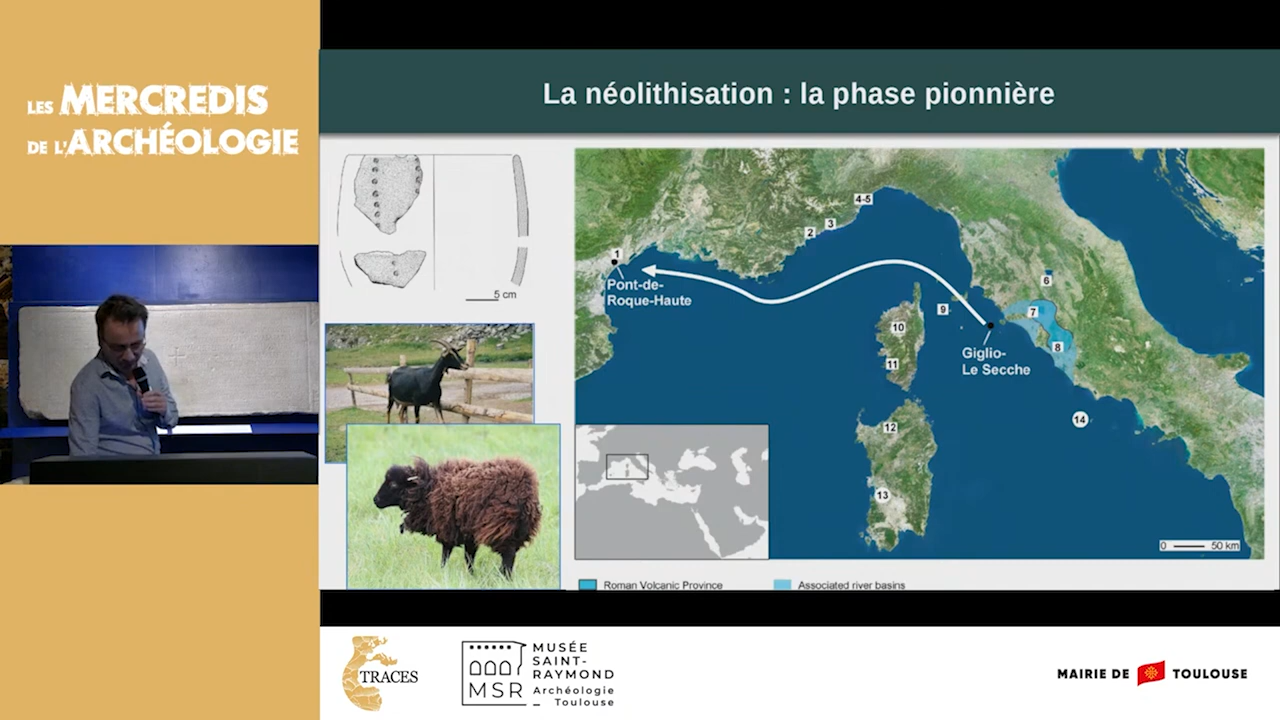 LES MERCREDIS
DE L'ARCHÉOLOGIE
La néolithisation : la phase pionnière
5 cm
1
Pont-de-
Roque-Haute
2
3
4-5
6
7
8
9
10
11
12
13
14
Giglio-
Le Secche
0 50 km
Roman Volcanic Province
Associated river basins
TRACES
MSR
MUSÉE
SAINT-
RAYMOND
Archéologie
Toulouse
MAIRIE DE TOULOUSE